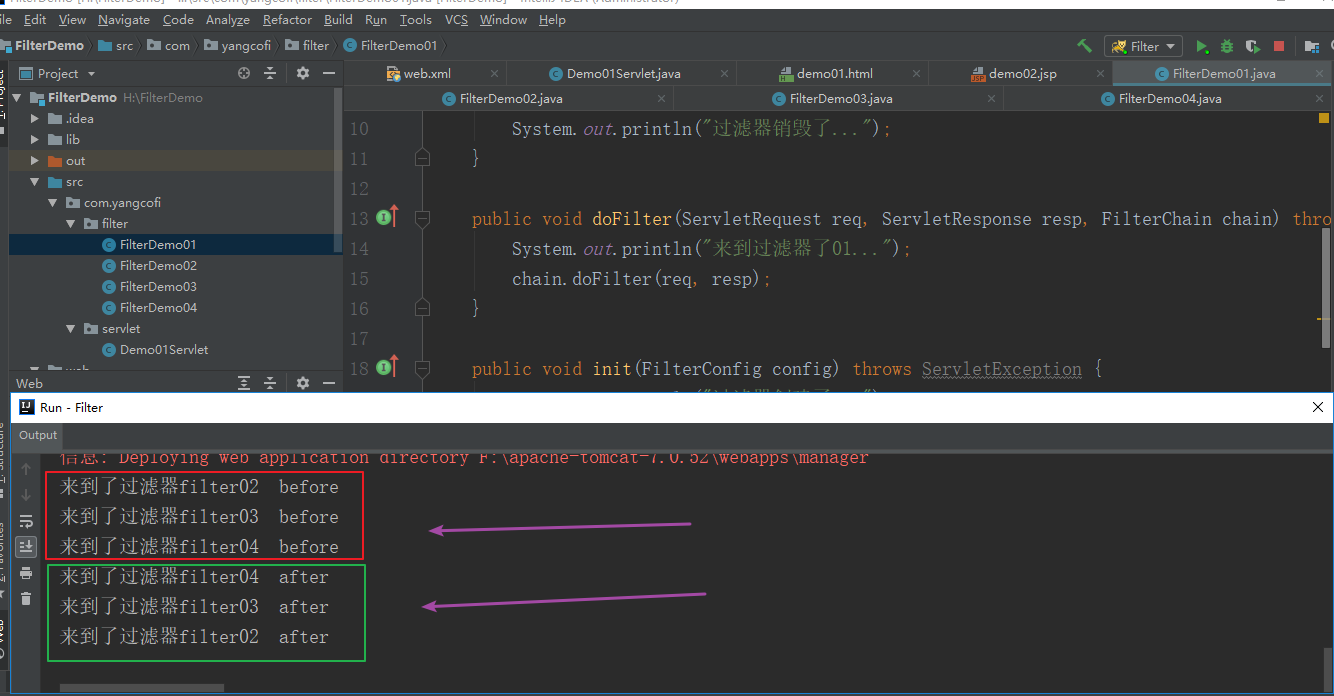 File Edit View Navigate Code Analyze Refactor Build Run Tools VCS Window Help
FilterDemo src com yangcofi filter FilterDemo01 Filter
Project web.xml Demo01Servlet.java demo01.html demo02.jsp FilterDemo01.java
FilterDemo02.java FilterDemo03.java FilterDemo04.java
FilterDemo H:\FilterDemo
.idea
lib
out
src
com.yangcofi
filter
FilterDemo01
FilterDemo02
FilterDemo03
FilterDemo04
servlet
Demo01Servlet
Web
10 System.out.println("过滤器销毁了...");
11 }
12
13 public void doFilter(ServletRequest req, ServletResponse resp, FilterChain chain) thro
14 System.out.println("来到过滤器了01...");
15 chain.doFilter(req, resp);
16 }
17
18 public void init(FilterConfig config) throws ServletException {
Run - Filter
Output
信息: Deploying web application directory F:\apache-tomcat-7.0.52\webapps\manager
来到了过滤器filter02 before
来到了过滤器filter03 before
来到了过滤器filter04 before
来到了过滤器filter04 after
来到了过滤器filter03 after
来到了过滤器filter02 after